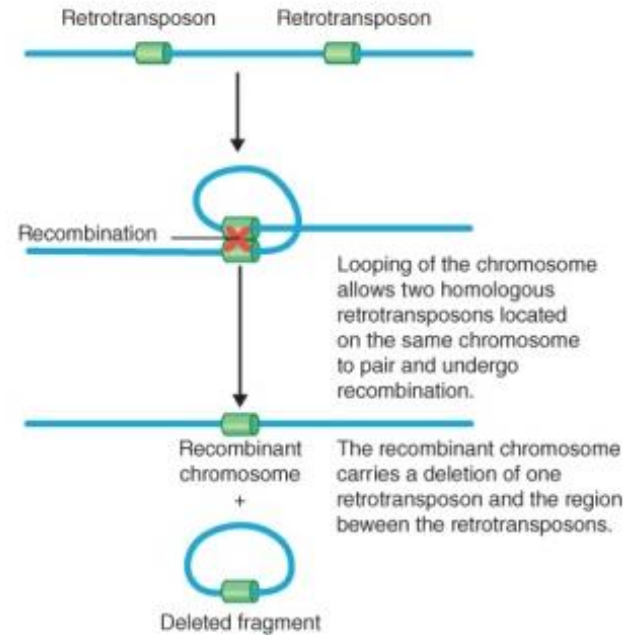 Retrotransposon Retrotransposon
Recombination
Looping of the chromosome
allows two homologous
retrotransposons located
on the same chromosome
to pair and undergo
recombination.
Recombinant
chromosome
+
The recombinant chromosome
carries a deletion of one
retrotransposon and the region
beween the retrotransposons.
Deleted fragment